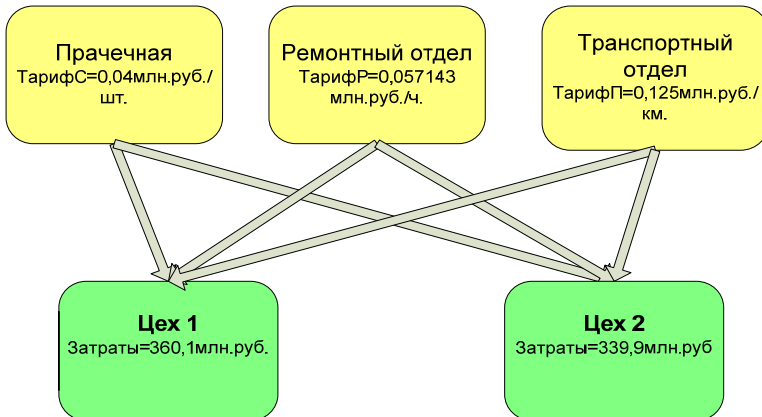 Прачечная
ТарифС=0,04млн.руб./
шт.
Ремонтный отдел
ТарифР=0,057143
млн.руб./ч.
Транспортный
отдел
ТарифП=0,125млн.руб./
км.
Цех 1
Затраты=360,1млн.руб.
Цех 2
Затраты=339,9млн.руб